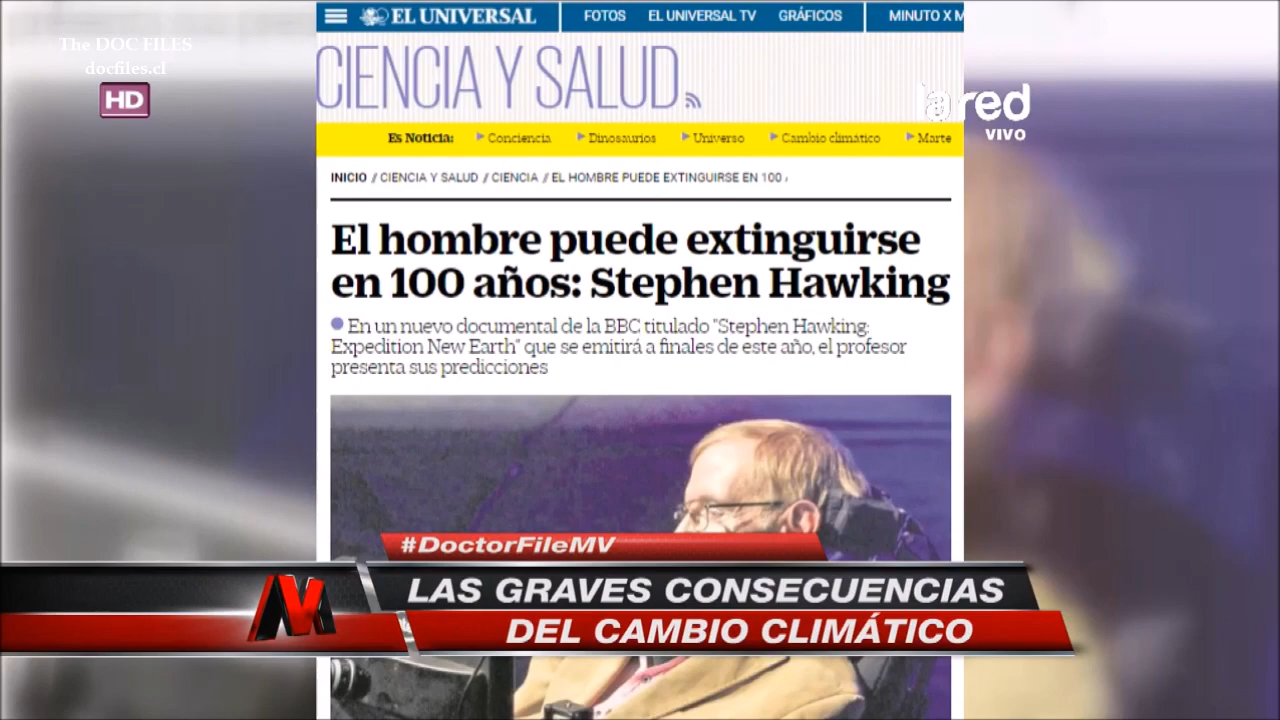 The DOC FILES
docfiles.cl
HD
EL UNIVERSAL
FOTOS EL UNIVERSAL TV GRÁFICOS MINUTO X M
CIENCIA Y SALUD
la red
VIVO
Es Noticia: Conciencia Dinosaurios Universo Cambio climático Marte
INICIO / CIENCIA Y SALUD / CIENCIA / EL HOMBRE PUEDE EXTINGUIRSE EN 100
El hombre puede extinguirse
en 100 años: Stephen Hawking
En un nuevo documental de la BBC titulado "Stephen Hawking:
Expedition New Earth" que se emitirá a finales de este año, el profesor
presenta sus predicciones
#DoctorFileMV
LAS GRAVES CONSECUENCIAS
DEL CAMBIO CLIMÁTICO
MV